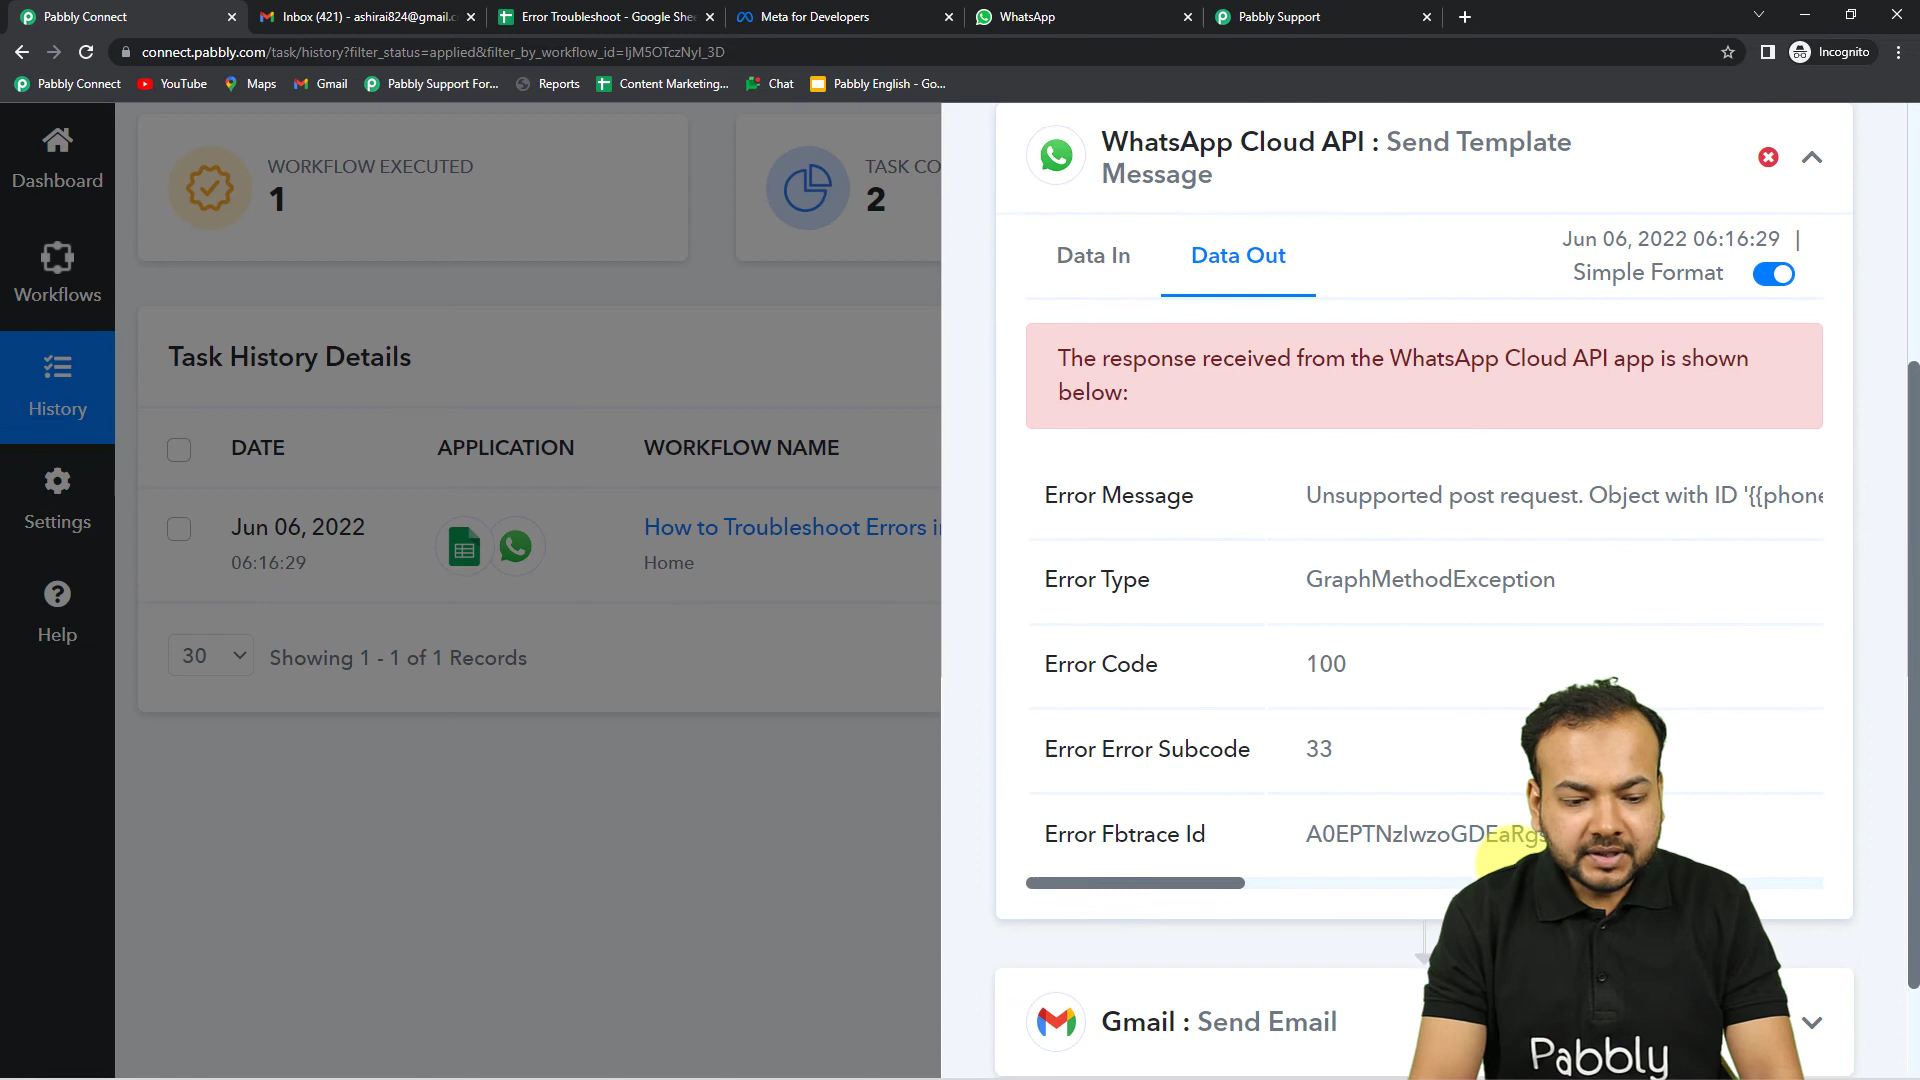 Pabbly Connect
Inbox (421) - ashirai824@gmail.c
Error Troubleshoot - Google She
Meta for Developers
WhatsApp
Pabbly Support
connect.pabbly.com/task/history?filter_status=applied&filter_by_workflow_id=IjM5OTczNyI_3D
Incognito
Pabbly Connect
YouTube
Maps
Gmail
Pabbly Support For...
Reports
Content Marketing...
Chat
Pabbly English - Go...
Dashboard
Workflows
History
Settings
Help
WORKFLOW EXECUTED
1
TASK CO
2
Task History Details
DATE
APPLICATION
WORKFLOW NAME
Jun 06, 2022
06:16:29
How to Troubleshoot Errors i
Home
30
Showing 1 - 1 of 1 Records
WhatsApp Cloud API : Send Template
Message
Data In
Data Out
Jun 06, 2022 06:16:29 |
Simple Format
The response received from the WhatsApp Cloud API app is shown
below:
Error Message
Unsupported post request. Object with ID '{{phone
Error Type
GraphMethodException
Error Code
100
Error Error Subcode
33
Error Fbtrace Id
A0EPTNzlwzoGDEaRgs
Gmail : Send Email
Pabbly